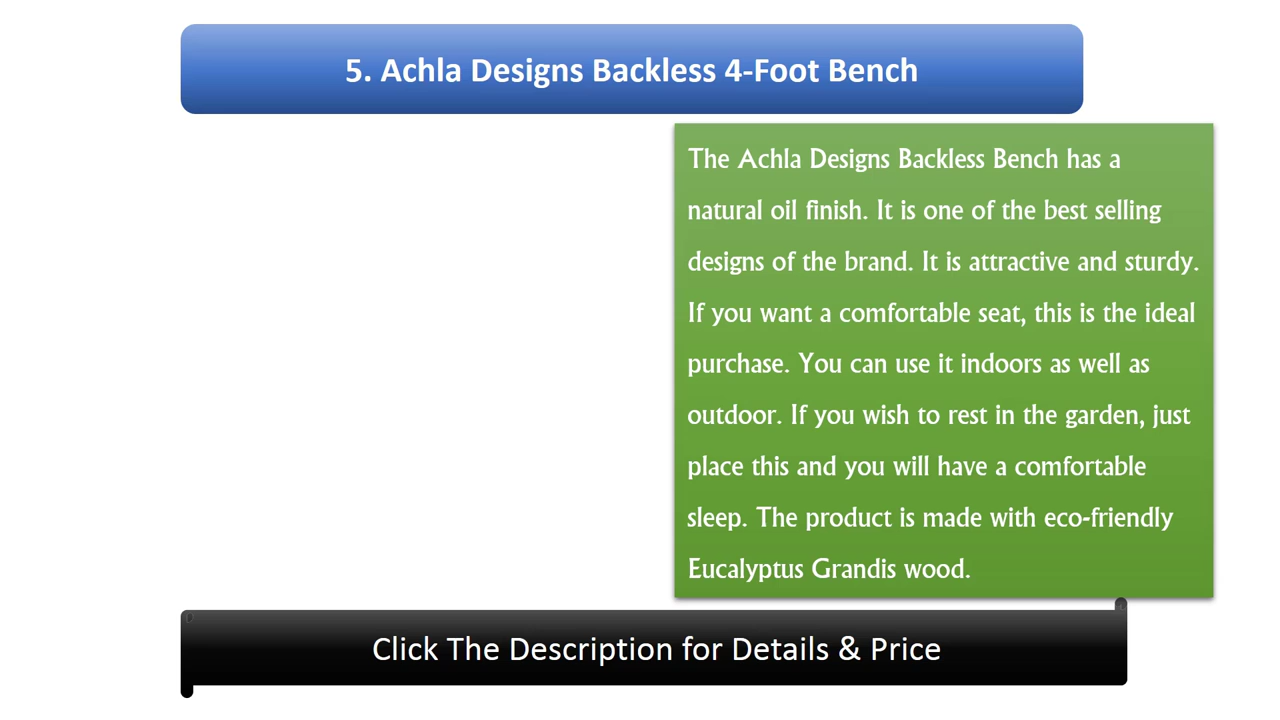 5. Achla Designs Backless 4-Foot Bench
The Achla Designs Backless Bench has a
natural oil finish. It is one of the best selling
designs of the brand. It is attractive and sturdy.
If you want a comfortable seat, this is the ideal
purchase. You can use it indoors as well as
outdoor. If you wish to rest in the garden, just
place this and you will have a comfortable
sleep. The product is made with eco-friendly
Eucalyptus Grandis wood.
Click The Description for Details & Price